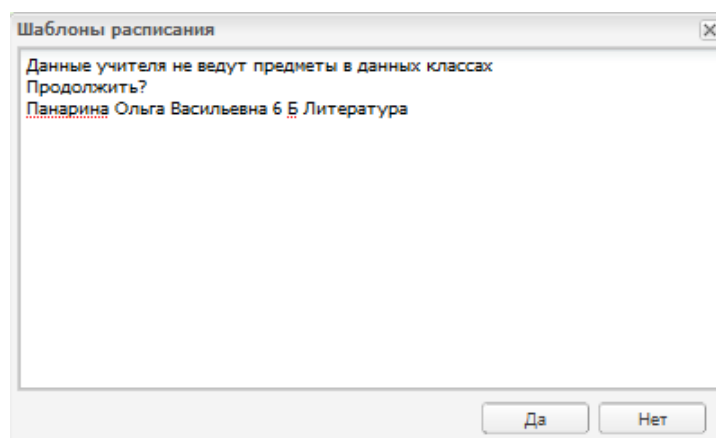 Шаблоны расписания
Данные учителя не ведут предметы в данных классах
Продолжить?
Панарина Ольга Васильевна 6 Б Литература
Да
Нет